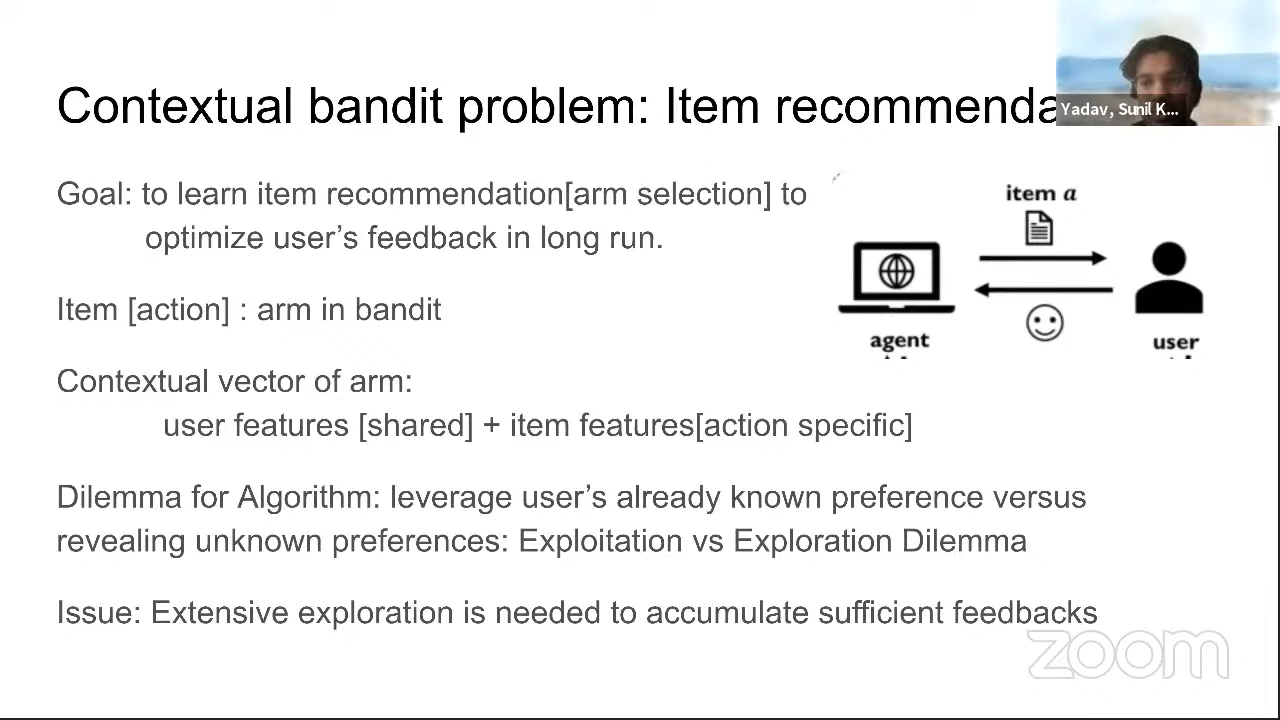 Contextual bandit problem: Item recommenda
Yadav, Sunil K...
Goal: to learn item recommendation[arm selection] to
optimize user’s feedback in long run.
item a
agent
user
Item [action] : arm in bandit
Contextual vector of arm:
user features [shared] + item features[action specific]
Dilemma for Algorithm: leverage user’s already known preference versus
revealing unknown preferences: Exploitation vs Exploration Dilemma
Issue: Extensive exploration is needed to accumulate sufficient feedbacks
zoom